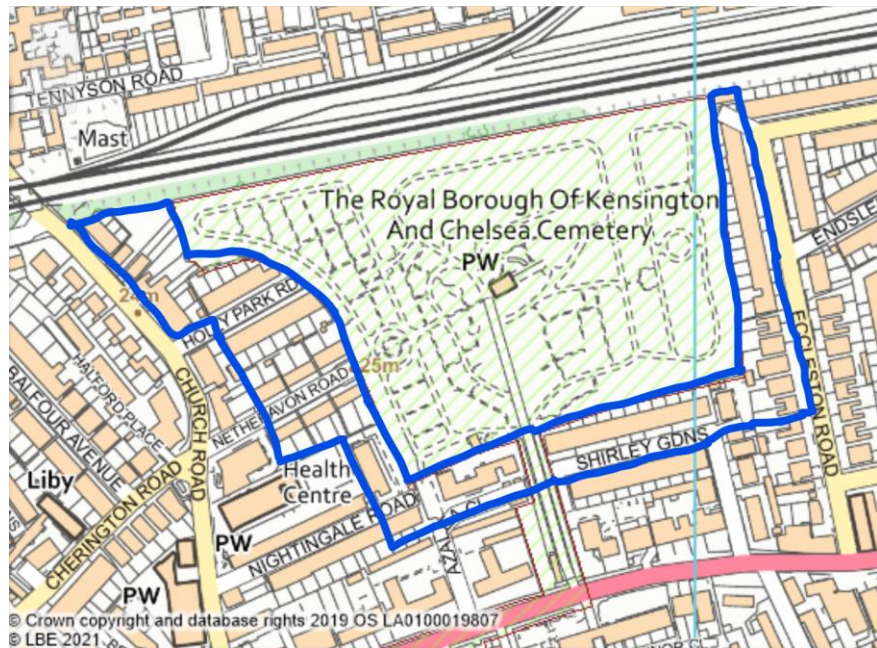 ENNYSON ROAD
Mast
The Royal Borough Of Kensington
And Chelsea Cemetery
PW
ENDSLE
24m
HOLLY PARK RD
25m
ECCLESTON ROAD
HALFORD PLACE
BALFOUR AVENUE
CHURCH ROAD
NETHERAVON ROAD
SHIRLEY GDNS
Liby
Health
Centre
CHERINGTON ROAD
NIGHTINGALE ROAD
AZALEA CL
PW
PW
© Crown copyright and database rights 2019 OS LA0100019807
© LBE 2021